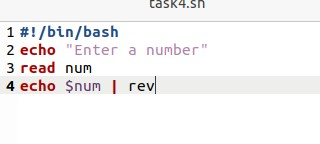 task4.sh
1 #!/bin/bash
2 echo "Enter a number"
3 read num
4 echo $num | rev